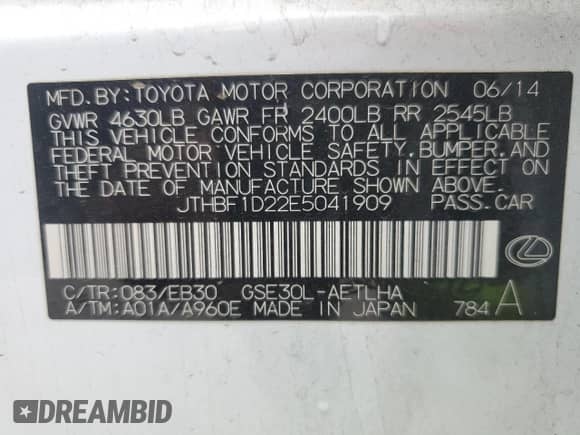 MFD. BY: TOYOTA MOTOR CORPORATION 06/14
GVWR 4630LB GAWR FR 2400LB RR 2545LB
THIS VEHICLE CONFORMS TO ALL APPLICABLE
FEDERAL MOTOR VEHICLE SAFETY, BUMPER, AND
THEFT PREVENTION STANDARDS IN EFFECT ON
THE DATE OF MANUFACTURE SHOWN ABOVE.
JTHBF1D22E5041909 PASS. CAR
C/TR: 083/EB30 GSE30L-AETLHA
A/TM: A01A/A960E MADE IN JAPAN 784 A
DREAMBID